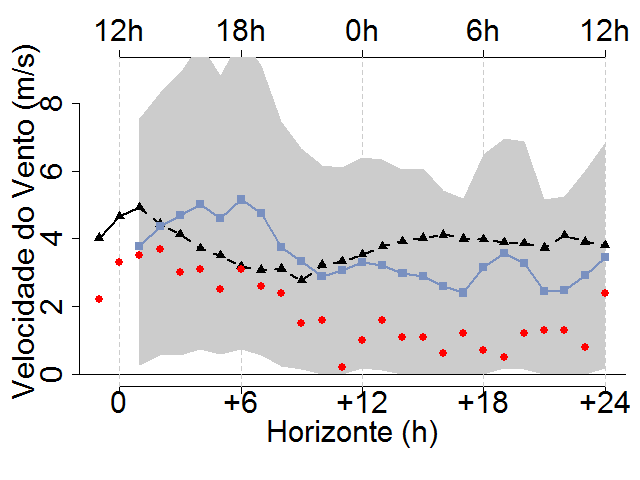 12h 18h 0h 6h 12h
Velocidade do Vento (m/s)
8
6
4
2
0
0 +6 +12 +18 +24
Horizonte (h)